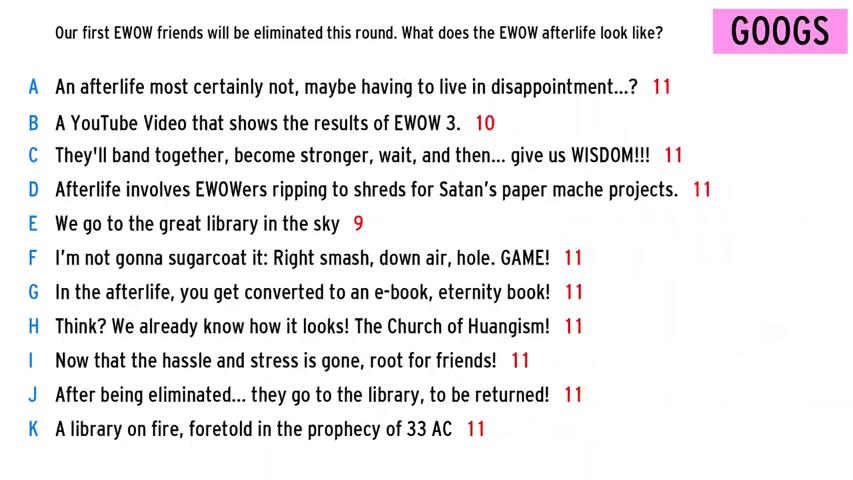 Our first EWOW friends will be eliminated this round. What does the EWOW afterlife look like?
GOOGS
A An afterlife most certainly not, maybe having to live in disappointment...? 11
B A YouTube Video that shows the results of EWOW 3. 10
C They'll band together, become stronger, wait, and then... give us WISDOM!!! 11
D Afterlife involves EWOWers ripping to shreds for Satan's paper mache projects. 11
E We go to the great library in the sky 9
F I'm not gonna sugarcoat it: Right smash, down air, hole. GAME! 11
G In the afterlife, you get converted to an e-book, eternity book! 11
H Think? We already know how it looks! The Church of Huangism! 11
I Now that the hassle and stress is gone, root for friends! 11
J After being eliminated... they go to the library, to be returned! 11
K A library on fire, foretold in the prophecy of 33 AC 11